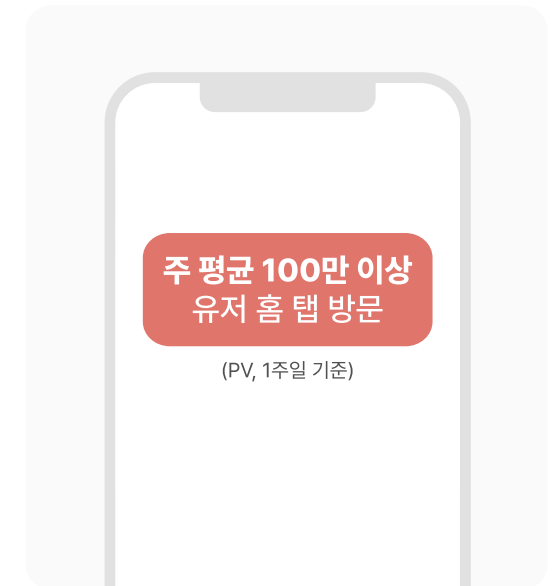 주 평균 100만 이상
유저 홈 탭 방문
(PV, 1주일 기준)